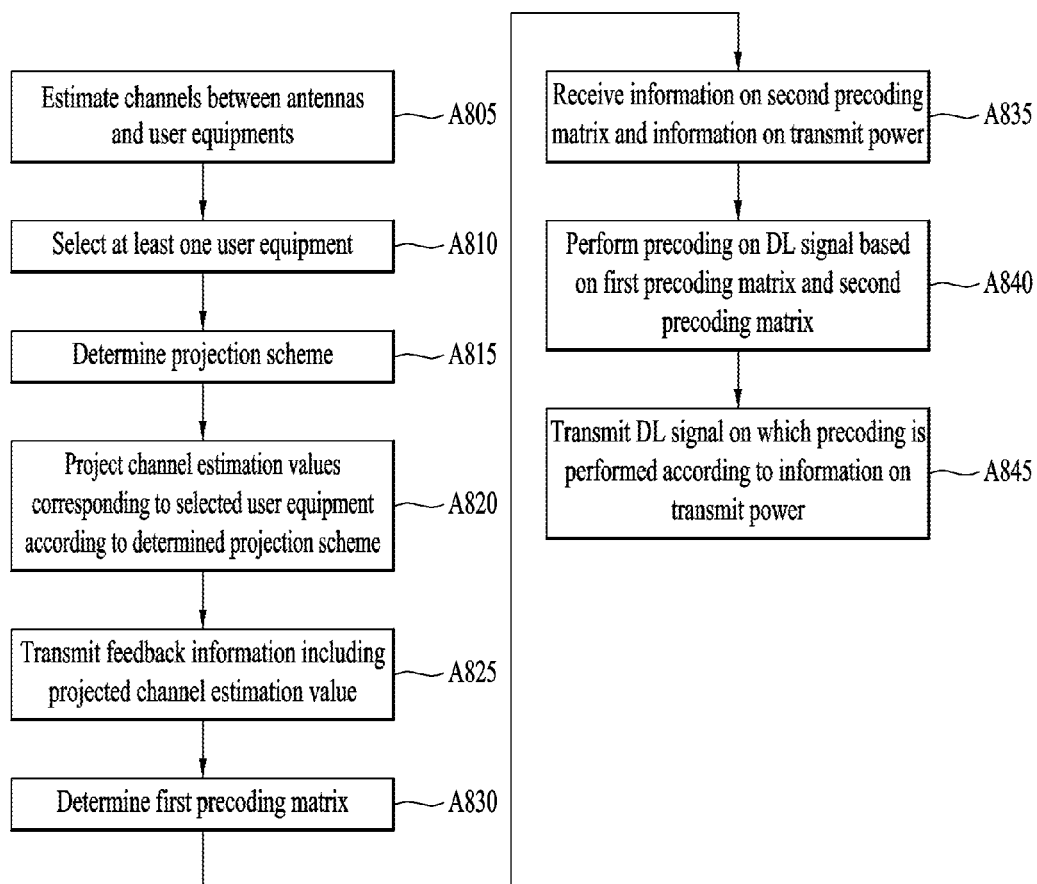 Estimate channels between antennas
and user equipments
A805
Select at least one user equipment
A810
Determine projection scheme
A815
Project channel estimation values
corresponding to selected user equipment
according to determined projection scheme
A820
Transmit feedback information including
projected channel estimation value
A825
Determine first precoding matrix
A830
Receive information on second precoding
matrix and information on transmit power
A835
Perform precoding on DL signal based
on first precoding matrix and second
precoding matrix
A840
Transmit DL signal on which precoding is
performed according to information on
transmit power
A845